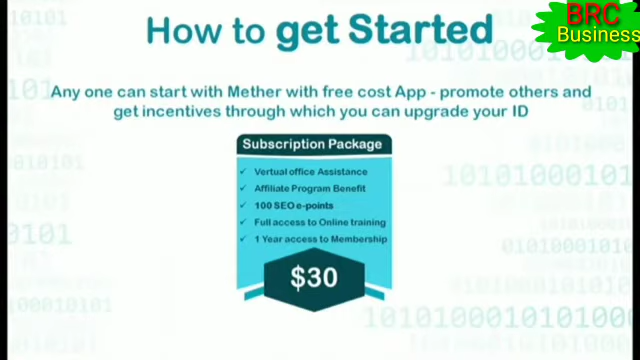 How to get Started
BRC
Business
Any one can start with Mether with free cost App - promote others and
get incentives through which you can upgrade your ID
Subscription Package
✓ Vertual office Assistance
✓ Affiliate Program Benefit
✓ 100 SEO e-points
✓ Full access to Online training
✓ 1 Year access to Membership
$30